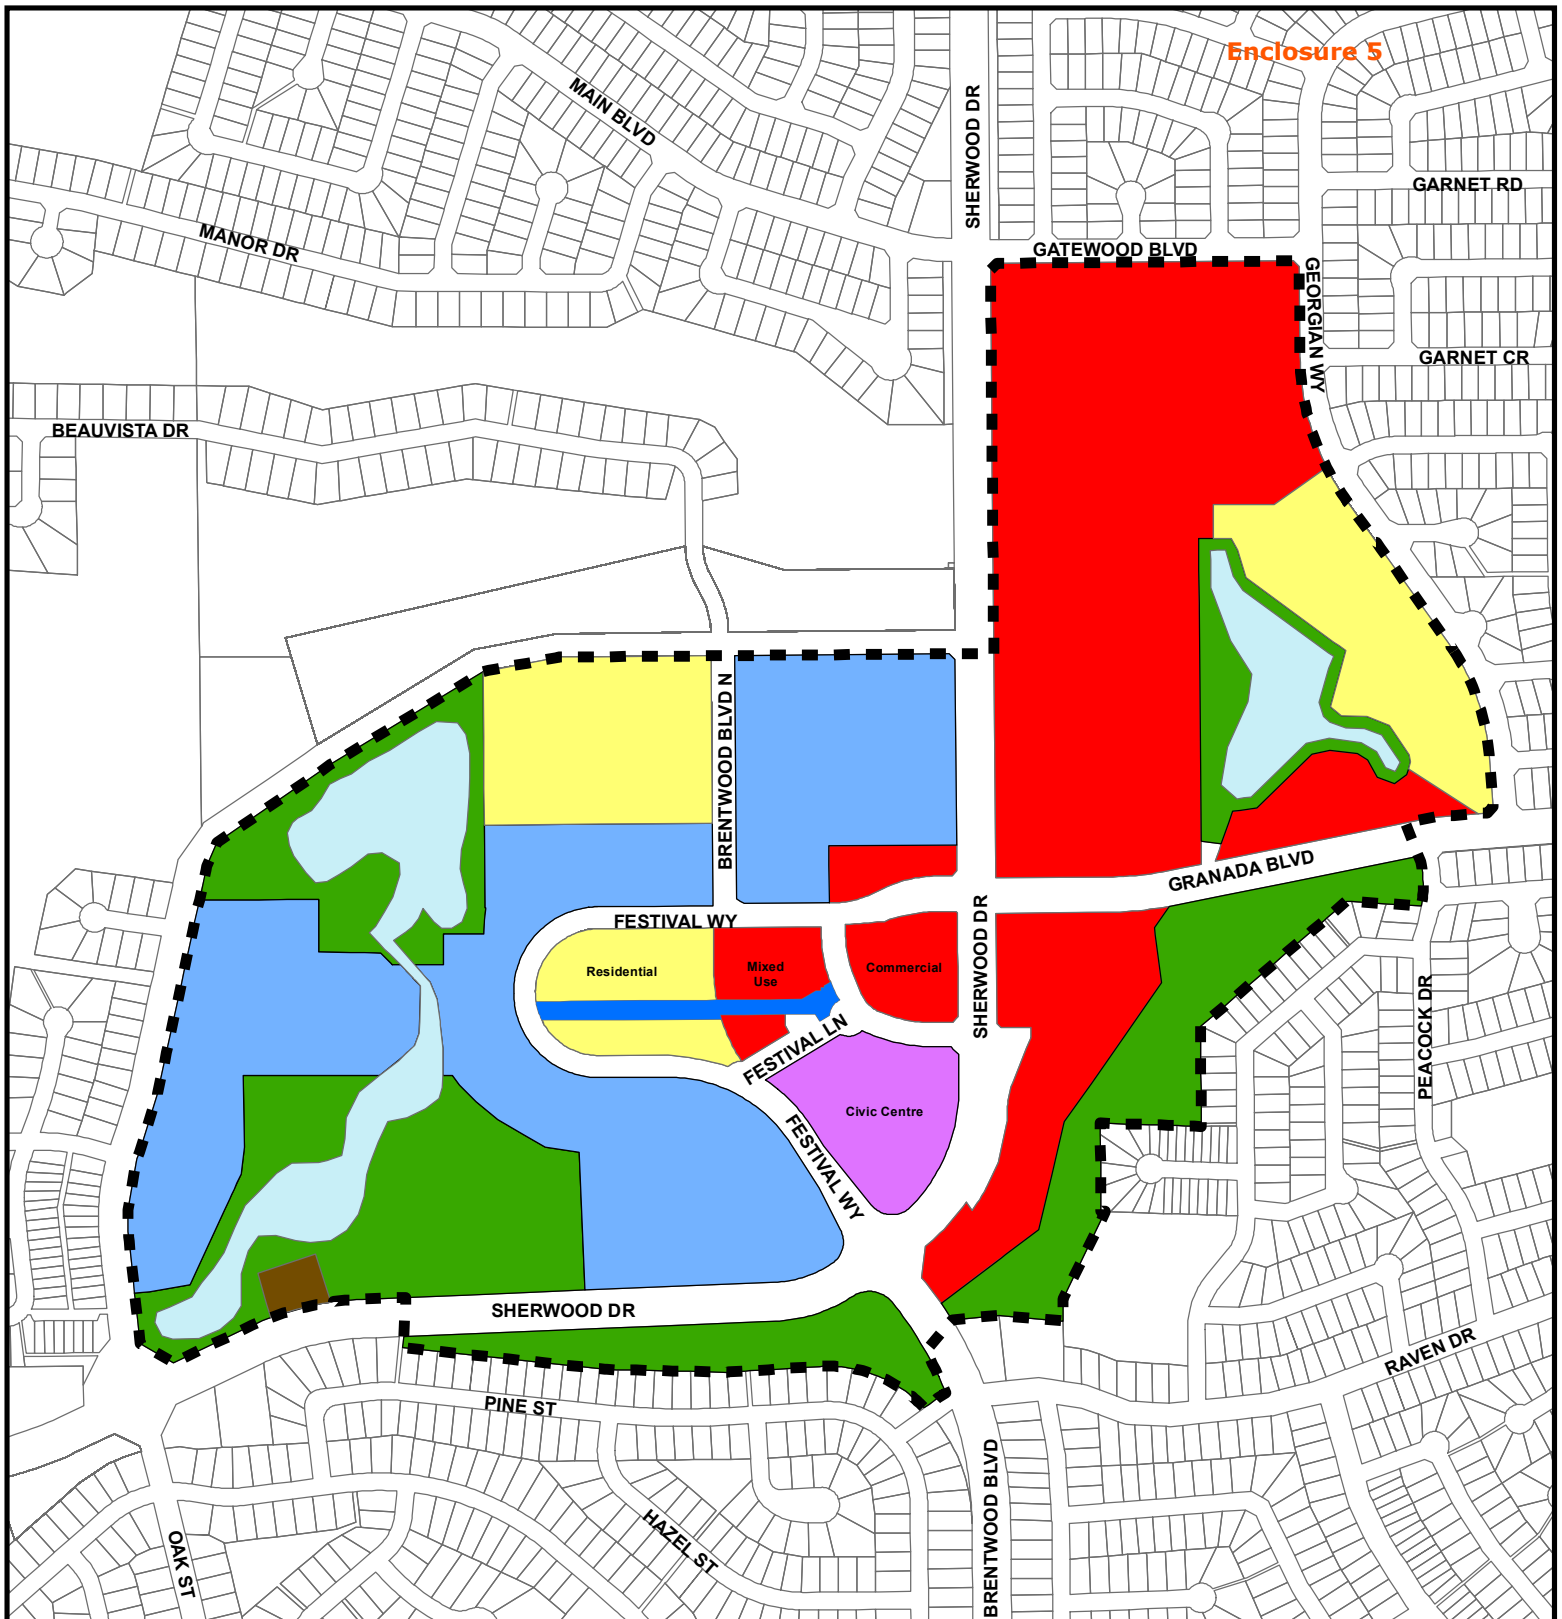 Enclosure 5
MAIN BLVD
SHERWOOD DR
GARNET RD
MANOR DR
GATEWOOD BLVD
GEORGIAN WY
GARNET CR
BEAUVISTA DR
BRENTWOOD BLVD N
GRANADA BLVD
FESTIVAL WY
SHERWOOD DR
Residential
Mixed
Use
Commercial
PEACOCK DR
FESTIVAL LN
Civic Centre
FESTIVAL WY
SHERWOOD DR
RAVEN DR
PINE ST
BRENTWOOD BLVD
HAZEL ST
OAK ST